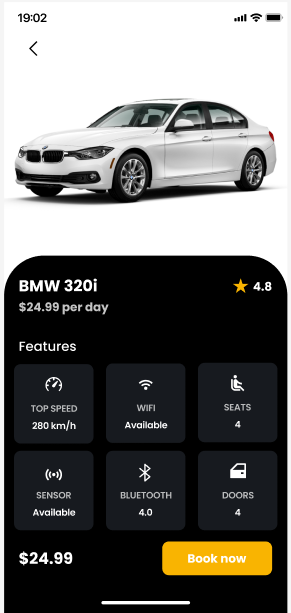 19:02
BMW 320i
4.8
$24.99 per day
Features
TOP SPEED
280 km/h
WIFI
Available
SEATS
4
SENSOR
Available
BLUETOOTH
4.0
DOORS
4
$24.99
Book now